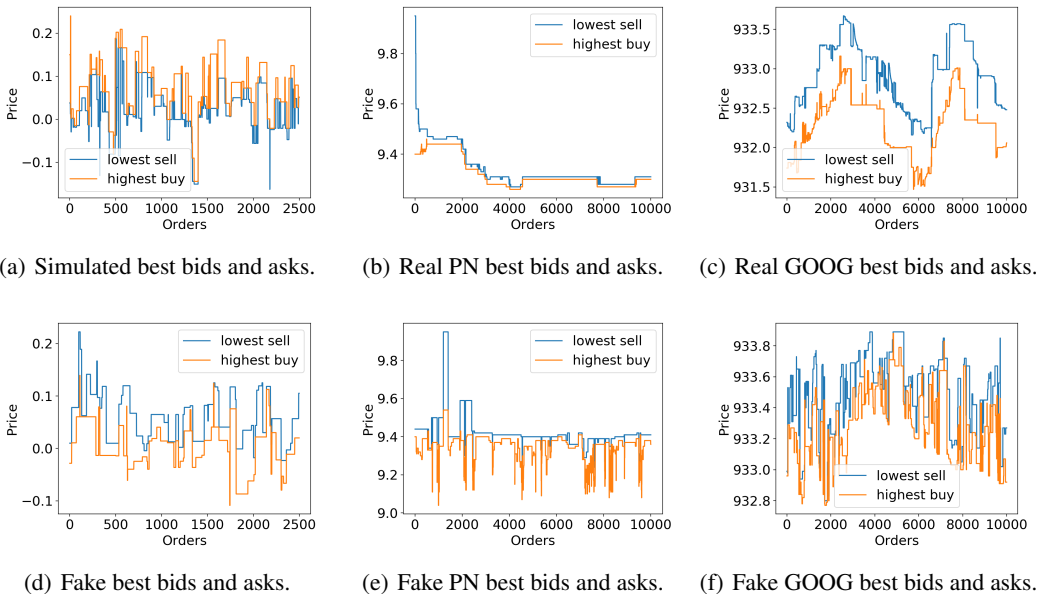 0.2
0.1
0.0
−0.1
Price
lowest sell
highest buy
0 500 1000 1500 2000 2500
Orders
9.8
9.6
9.4
Price
lowest sell
highest buy
0 2000 4000 6000 8000 10000
Orders
933.5
933.0
932.5
932.0
931.5
Price
lowest sell
highest buy
0 2000 4000 6000 8000 10000
Orders
(a) Simulated best bids and asks.
(b) Real PN best bids and asks.
(c) Real GOOG best bids and asks.
0.2
0.1
0.0
−0.1
Price
lowest sell
highest buy
0 500 1000 1500 2000 2500
Orders
9.8
9.6
9.4
9.2
9.0
Price
lowest sell
highest buy
0 2000 4000 6000 8000 10000
Orders
933.8
933.6
933.4
933.2
933.0
932.8
Price
lowest sell
highest buy
0 2000 4000 6000 8000 10000
Orders
(d) Fake best bids and asks.
(e) Fake PN best bids and asks.
(f) Fake GOOG best bids and asks.